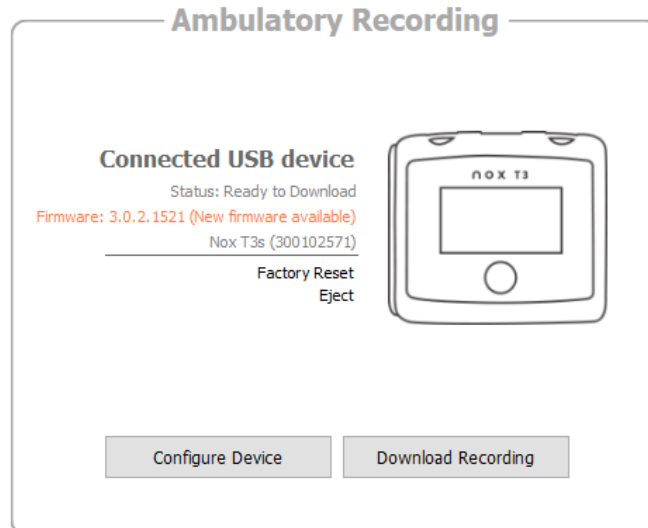 Ambulatory Recording
Connected USB device
Status: Ready to Download
Firmware: 3.0.2.1521 (New firmware available)
Nox T3s (300102571)
Factory Reset
Eject
nox T3
Configure Device
Download Recording